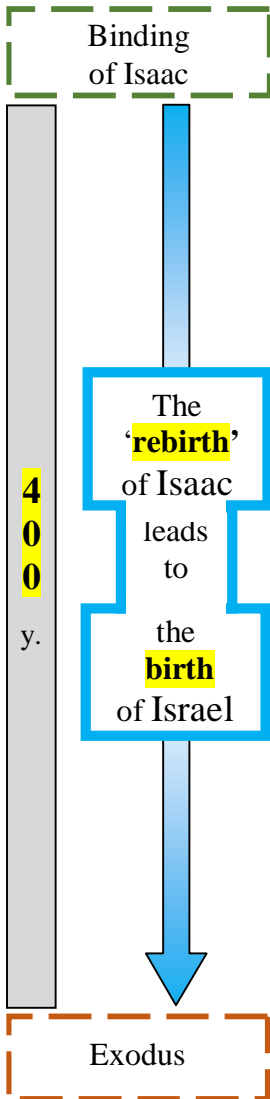 Binding
of Isaac
4
0
0
y.
The
‘rebirth’
of Isaac
leads
to
the
birth
of Israel
Exodus